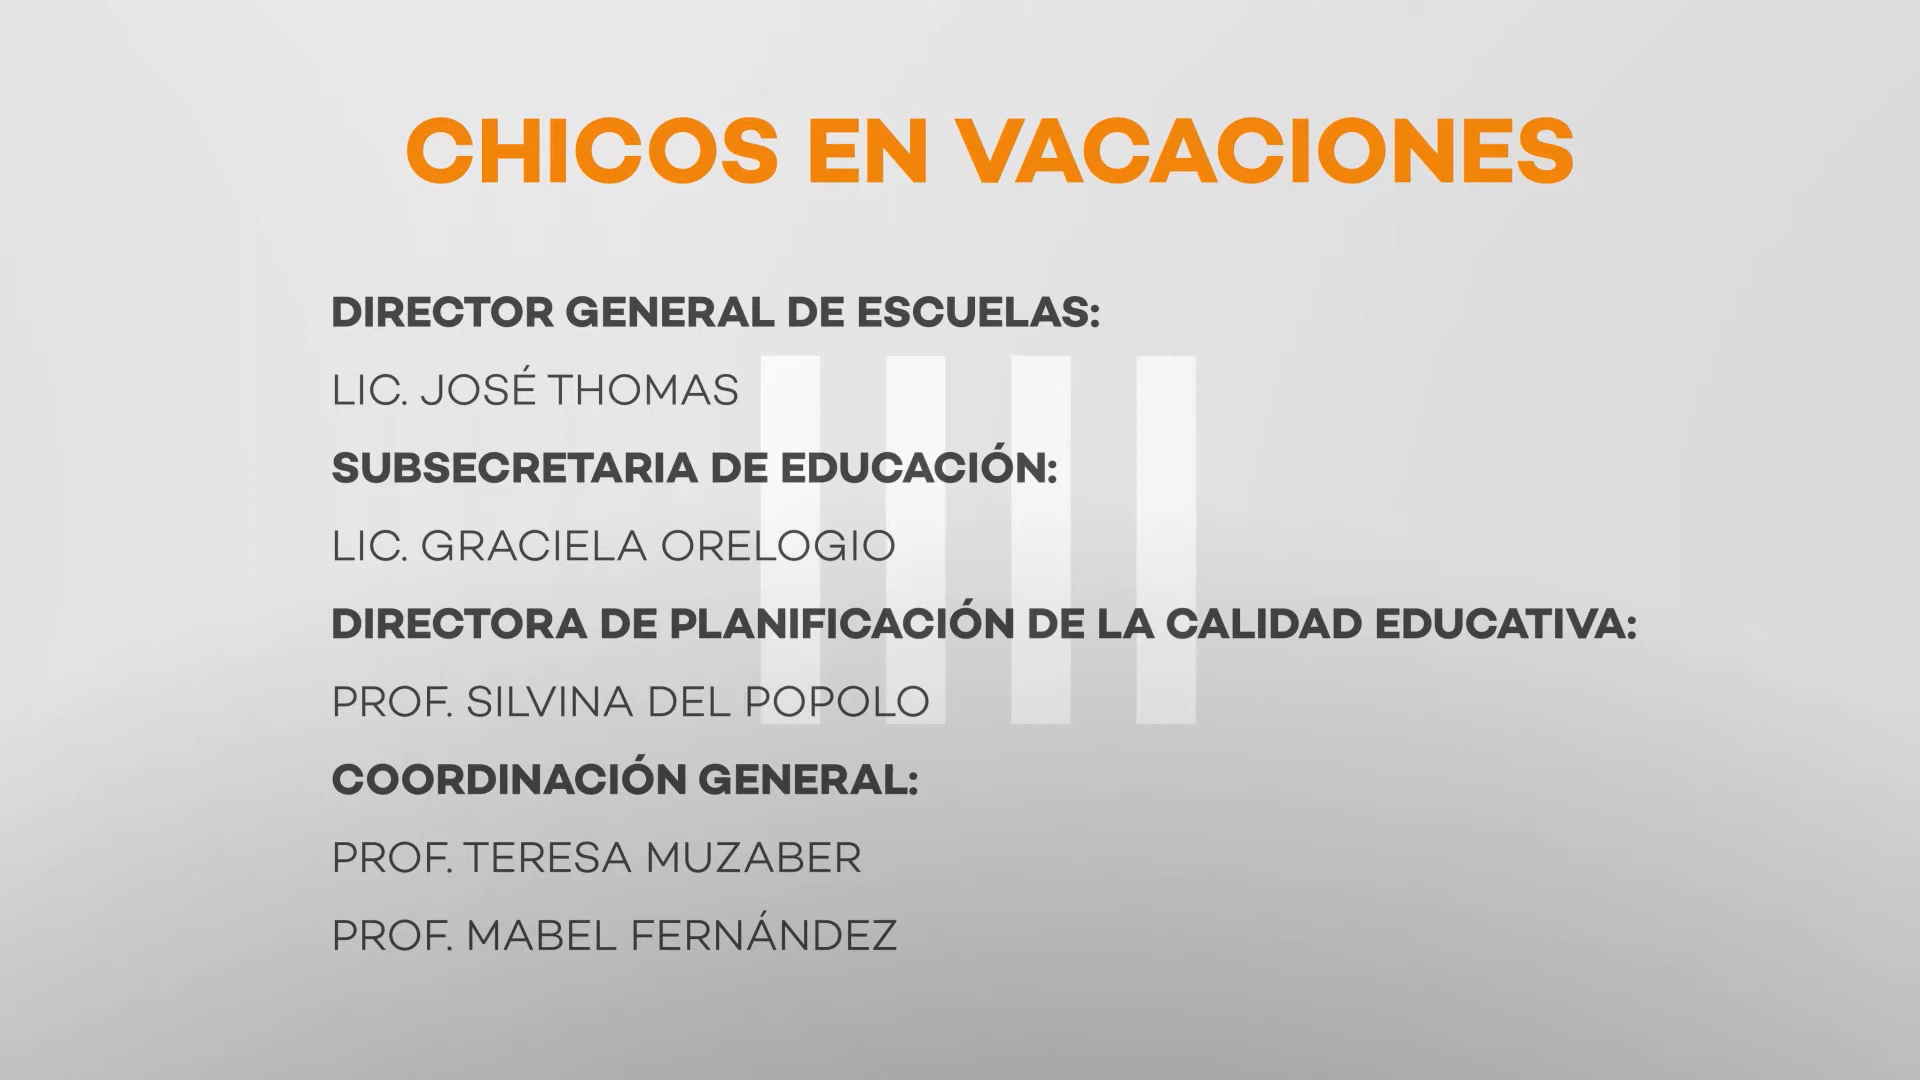 CHICOS EN VACACIONES
DIRECTOR GENERAL DE ESCUELAS:
LIC. JOSÉ THOMAS
SUBSECRETARIA DE EDUCACIÓN:
LIC. GRACIELA ORELOGIO
DIRECTORA DE PLANIFICACIÓN DE LA CALIDAD EDUCATIVA:
PROF. SILVINA DEL POPOLO
COORDINACIÓN GENERAL:
PROF. TERESA MUZABER
PROF. MABEL FERNÁNDEZ